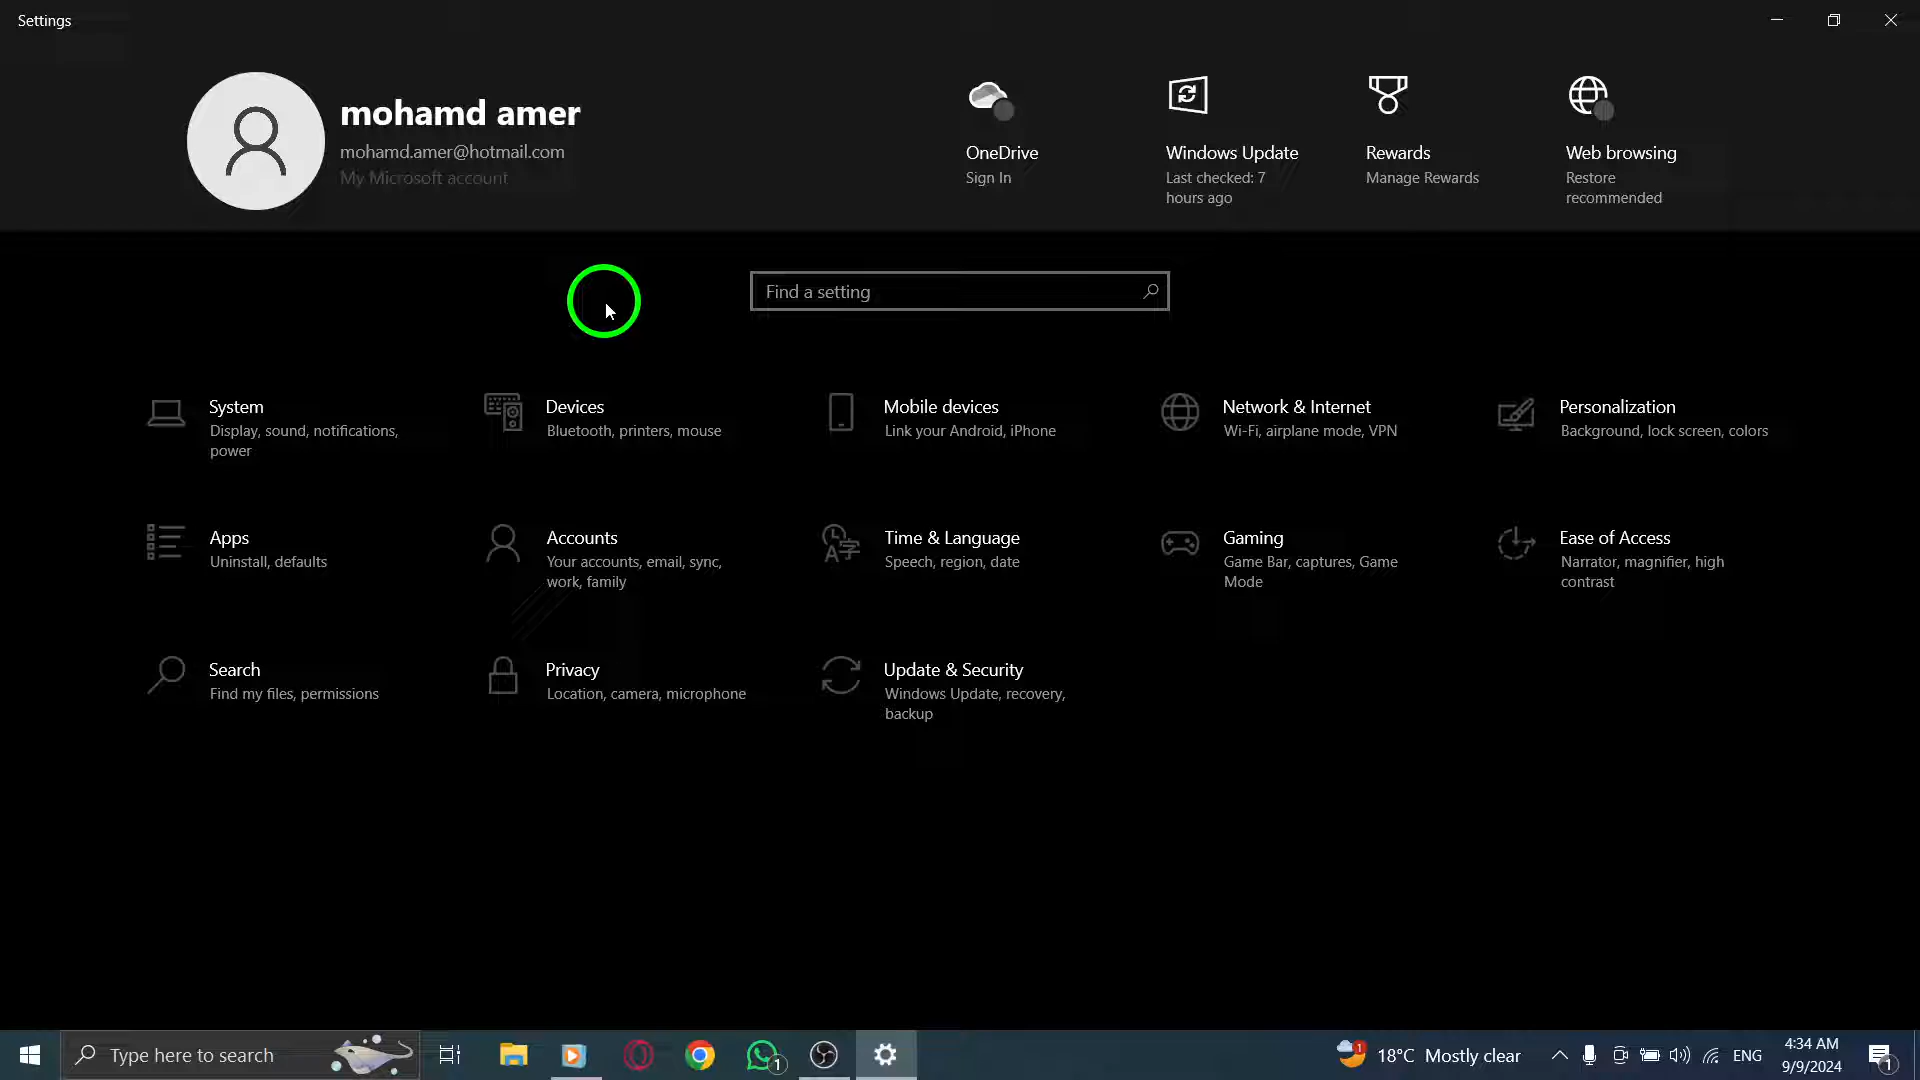 Settings
mohamd amer
mohamd.amer@hotmail.com
My Microsoft account
OneDrive
Sign In
Windows Update
Last checked: 7
hours ago
Rewards
Manage Rewards
Web browsing
Restore
recommended
Find a setting
System
Display, sound, notifications,
power
Devices
Bluetooth, printers, mouse
Mobile devices
Link your Android, iPhone
Network & Internet
Wi-Fi, airplane mode, VPN
Personalization
Background, lock screen, colors
Apps
Uninstall, defaults
Accounts
Your accounts, email, sync,
work, family
Time & Language
Speech, region, date
Gaming
Game Bar, captures, Game
Mode
Ease of Access
Narrator, magnifier, high
contrast
Search
Find my files, permissions
Privacy
Location, camera, microphone
Update & Security
Windows Update, recovery,
backup
Type here to search
1
1
18°C Mostly clear
ENG
4:34 AM
9/9/2024
1